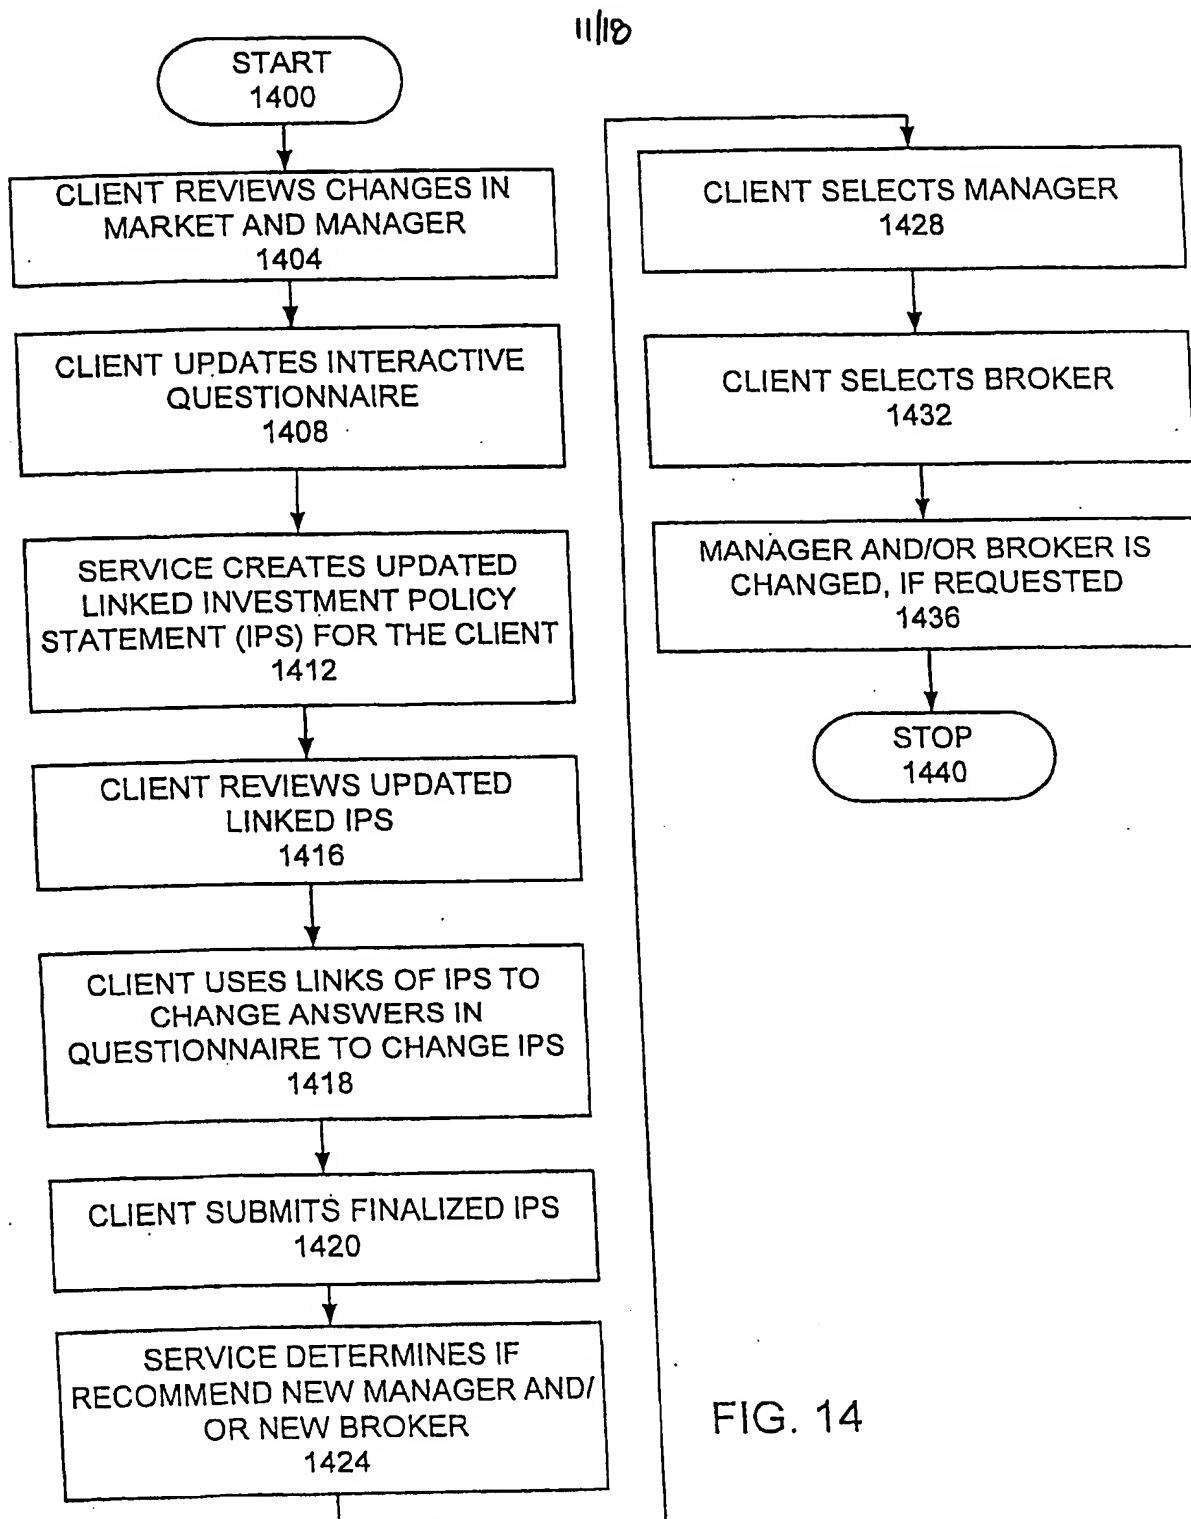 11/18
START
1400
CLIENT REVIEWS CHANGES IN
MARKET AND MANAGER
1404
CLIENT UPDATES INTERACTIVE
QUESTIONNAIRE
1408
SERVICE CREATES UPDATED
LINKED INVESTMENT POLICY
STATEMENT (IPS) FOR THE CLIENT
1412
CLIENT REVIEWS UPDATED
LINKED IPS
1416
CLIENT USES LINKS OF IPS TO
CHANGE ANSWERS IN
QUESTIONNAIRE TO CHANGE IPS
1418
CLIENT SUBMITS FINALIZED IPS
1420
SERVICE DETERMINES IF
RECOMMEND NEW MANAGER AND/
OR NEW BROKER
1424
CLIENT SELECTS MANAGER
1428
CLIENT SELECTS BROKER
1432
MANAGER AND/OR BROKER IS
CHANGED, IF REQUESTED
1436
STOP
1440
FIG. 14